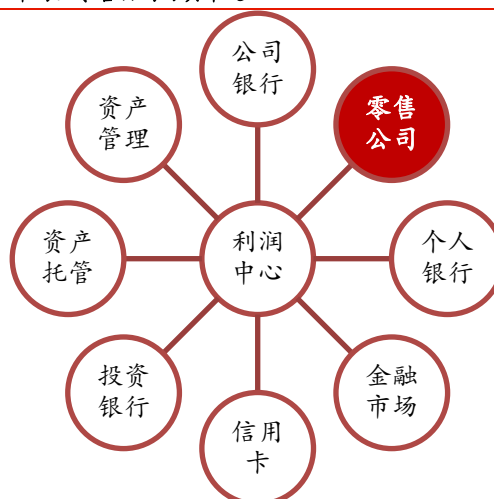 公司
银行
零售
公司
个人
银行
金融
市场
信用
卡
投资
银行
资产
托管
资产
管理
利润
中心